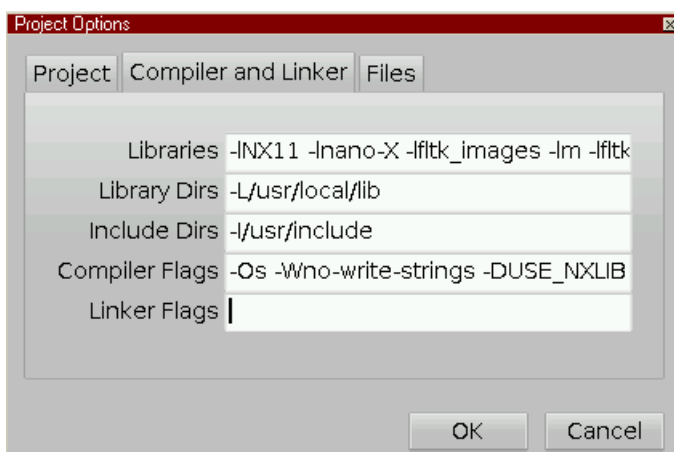 Project Options
Project Compiler and Linker Files
Libraries -lNX11 -lnano-X -lfltk_images -lm -lfltk
Library Dirs -L/usr/local/lib
Include Dirs -I/usr/include
Compiler Flags -Os -Wno-write-strings -DUSE_NXLIB
Linker Flags
OK Cancel